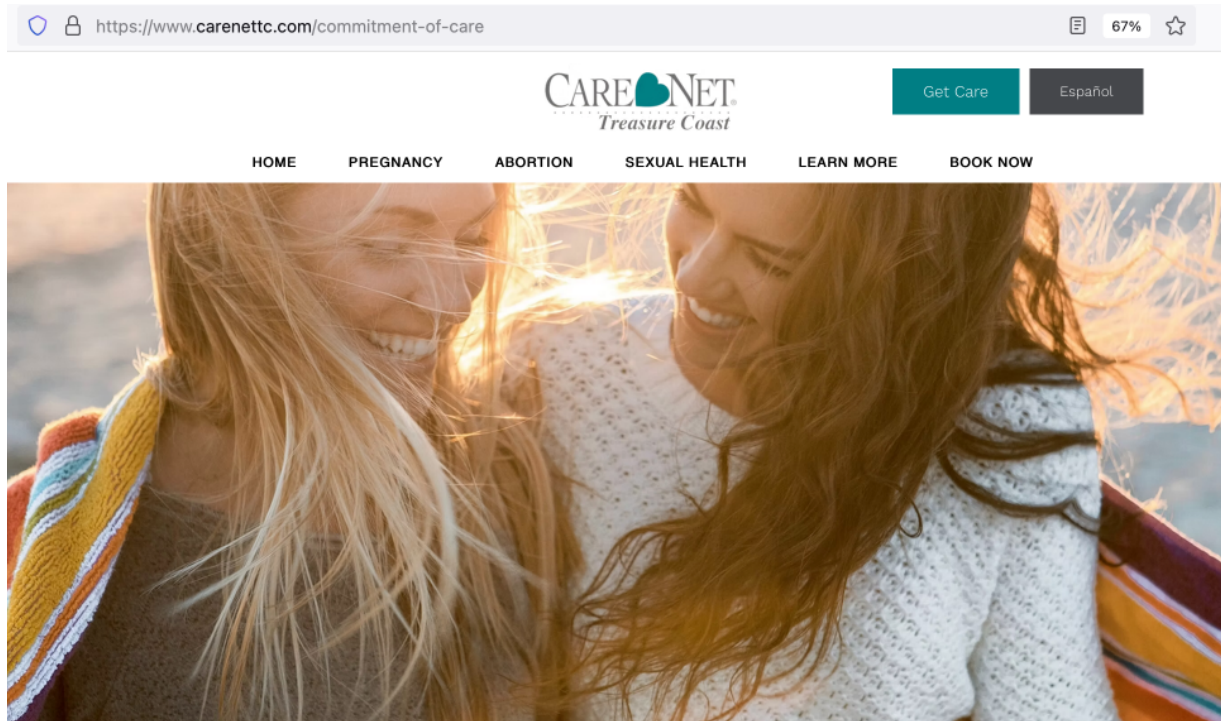 https://www.carenettc.com/commitment-of-care
67%
CARE NET®
Treasure Coast
Get Care
Español
HOME PREGNANCY ABORTION SEXUAL HEALTH LEARN MORE BOOK NOW